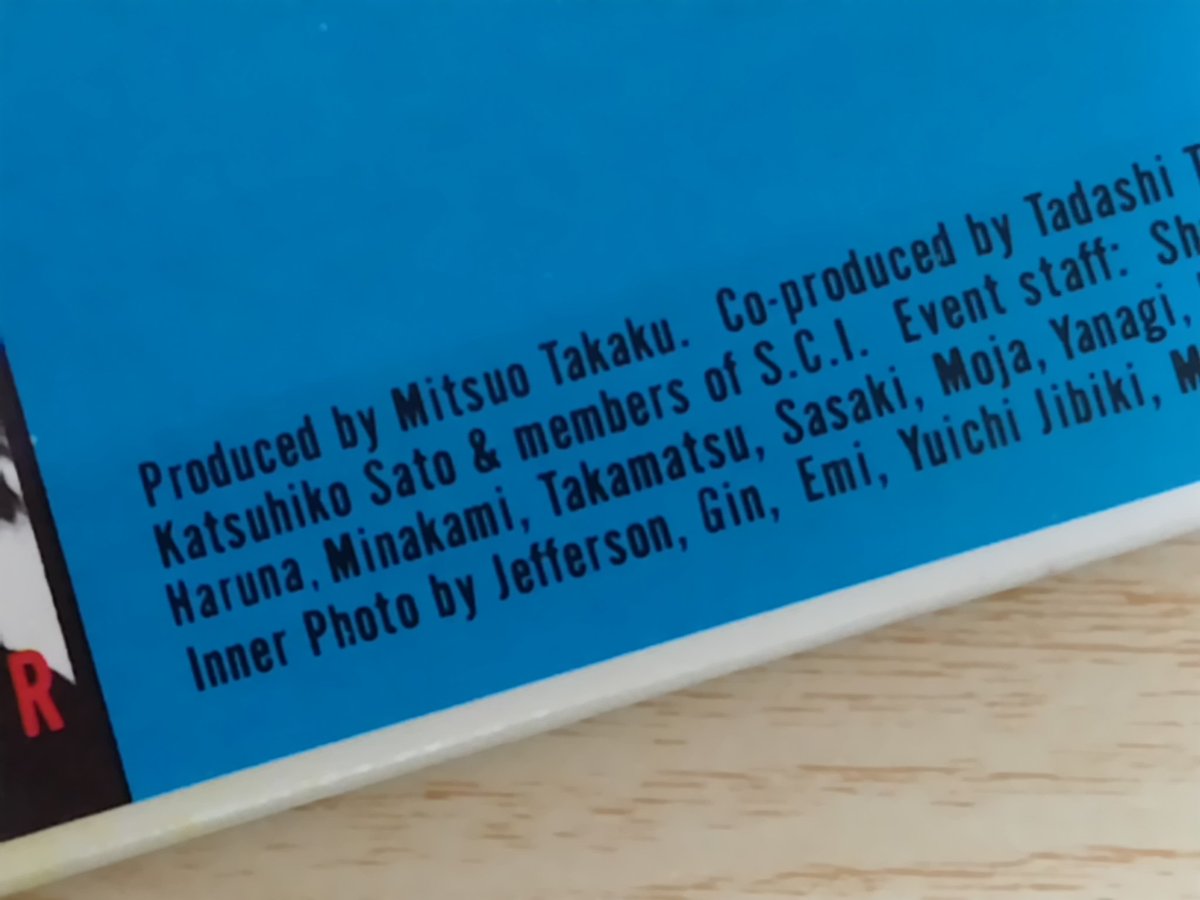 Produced by Mitsuo Takaku. Co-produced by Tadashi T
Katsuhiko Sato & members of S.C.I. Event staff: Sh
Haruna, Minakami, Takamatsu, Sasaki, Moja, Yanagi,
Inner Photo by Jefferson, Gin, Emi, Yuichi Jibiki, M
R